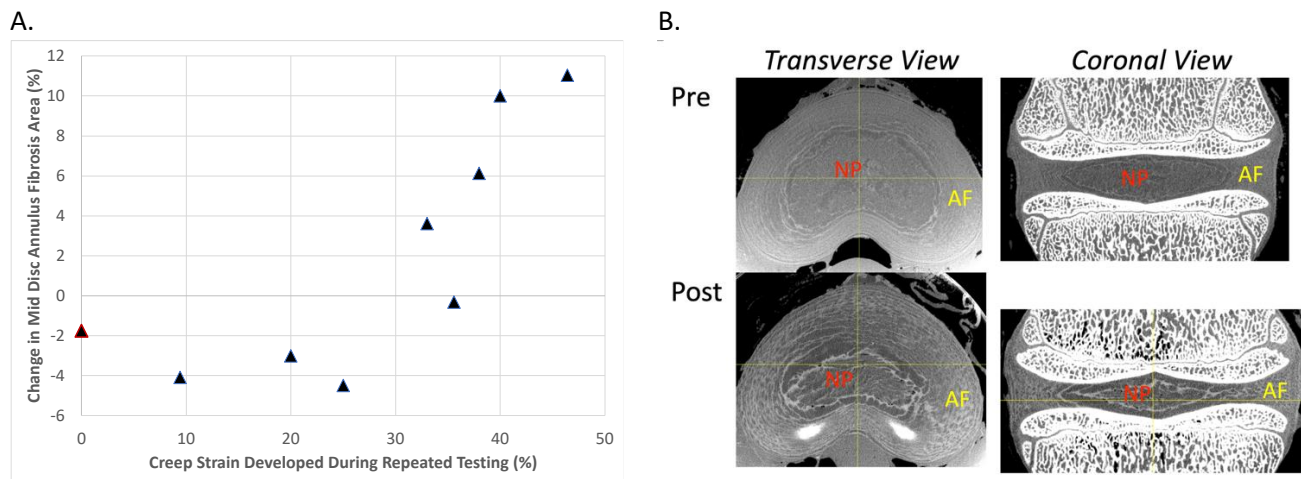 A.
Change in Mid Disc Annulus Fibrosis Area (%)
12
10
8
6
4
2
0
-2
-4
-6
0 10 20 30 40 50
Creep Strain Developed During Repeated Testing (%)
B.
Transverse View Coronal View
Pre
NP AF NP AF
Post
NP AF NP AF